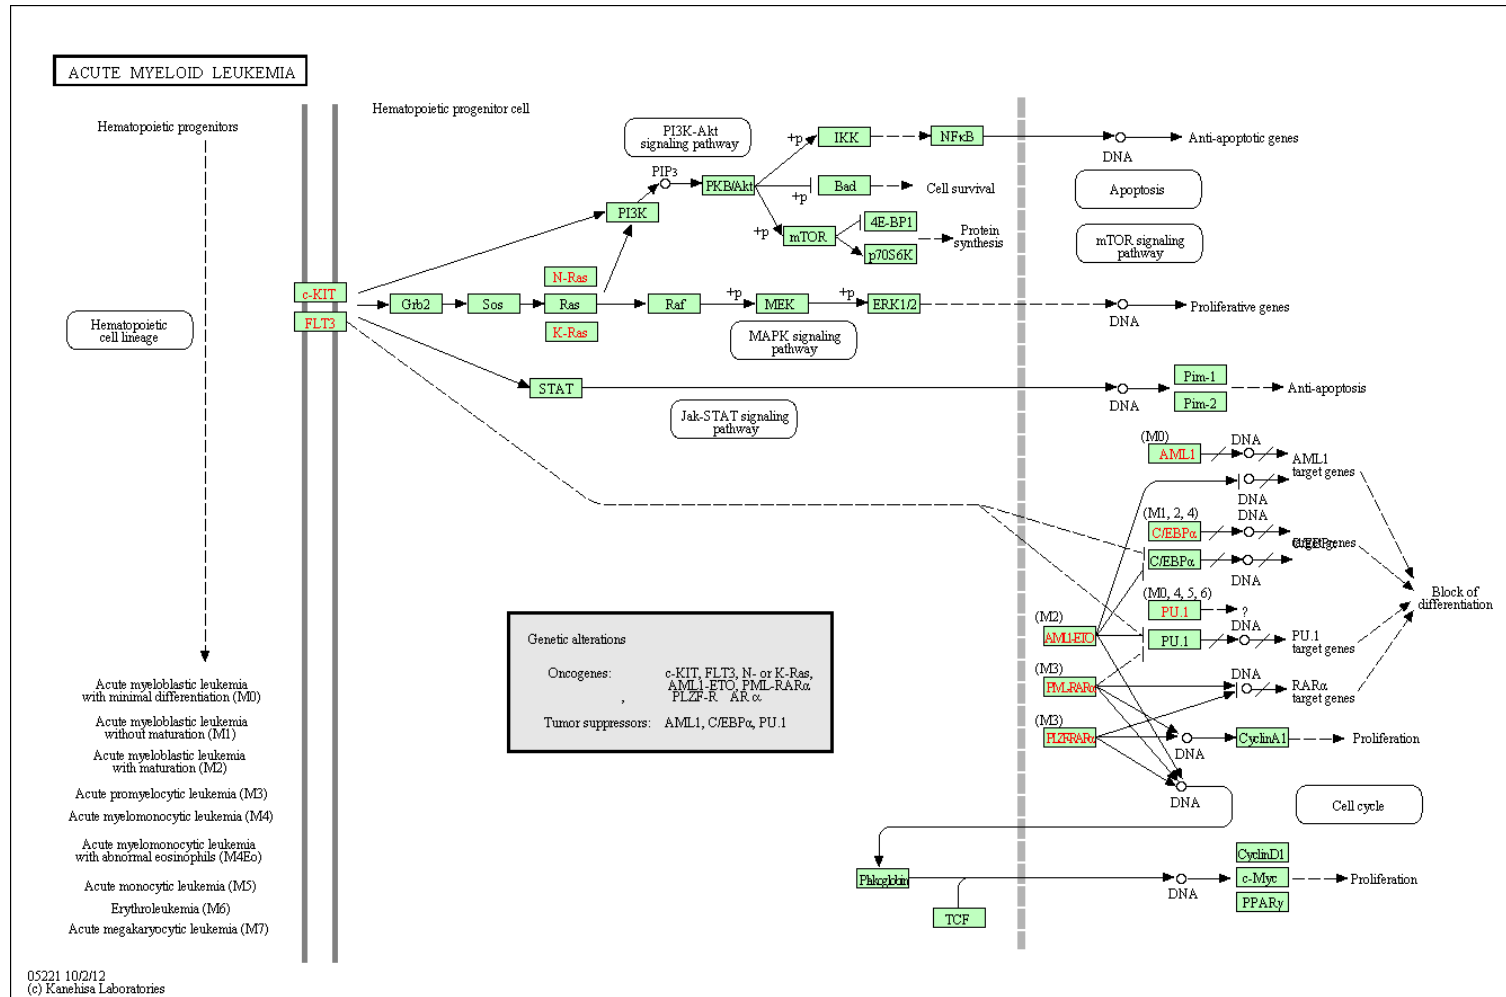 ACUTE MYELOID LEUKEMIA
Hematopoietic progenitor cell
Hematopoietic progenitors
PI3K-Akt
signaling pathway
+p
IKK
NFκB
DNA
Anti-apoptotic genes
PIP3
PKB/Akt
+p
Bad
Cell survival
Apoptosis
PI3K
+p
mTOR
4E-BP1
p70S6K
Protein
synthesis
mTOR signaling
pathway
c-KIT
FLT3
Grb2
Sos
N-Ras
Ras
K-Ras
Raf
+p
MEK
+p
ERK1/2
DNA
Proliferative genes
MAPK signaling
pathway
Hematopoietic
cell lineage
STAT
DNA
Pim-1
Pim-2
Anti-apoptosis
Jak-STAT signaling
pathway
(M0)
AML1
DNA
AML1
target genes
DNA
(M1, 2, 4)
C/EBPα
DNA
C/EBPα
target genes
C/EBPα
DNA
(M0, 4, 5, 6)
PU.1
?
DNA
PU.1
PU.1
target genes
Block of
differentiation
(M2)
AML1-ETO
(M3)
PML-RARα
DNA
RARα
target genes
(M3)
PLZF-RARα
DNA
CyclinA1
Proliferation
DNA
Cell cycle
Genetic alterations
Oncogenes: c-KIT, FLT3, N- or K-Ras,
AML1-ETO, PML-RARα
, PLZF-R ARα
Tumor suppressors: AML1, C/EBPα, PU.1
Acute myeloblastic leukemia
with minimal differentiation (M0)
Acute myeloblastic leukemia
without maturation (M1)
Acute myeloblastic leukemia
with maturation (M2)
Acute promyelocytic leukemia (M3)
Acute myelomonocytic leukemia (M4)
Acute myelomonocytic leukemia
with abnormal eosinophils (M4Eo)
Acute monocytic leukemia (M5)
Erythroleukemia (M6)
Acute megakaryocytic leukemia (M7)
Plakoglobin
TCF
DNA
CyclinD1
c-Myc
PPARγ
Proliferation
05221 10/2/12
(c) Kanehisa Laboratories